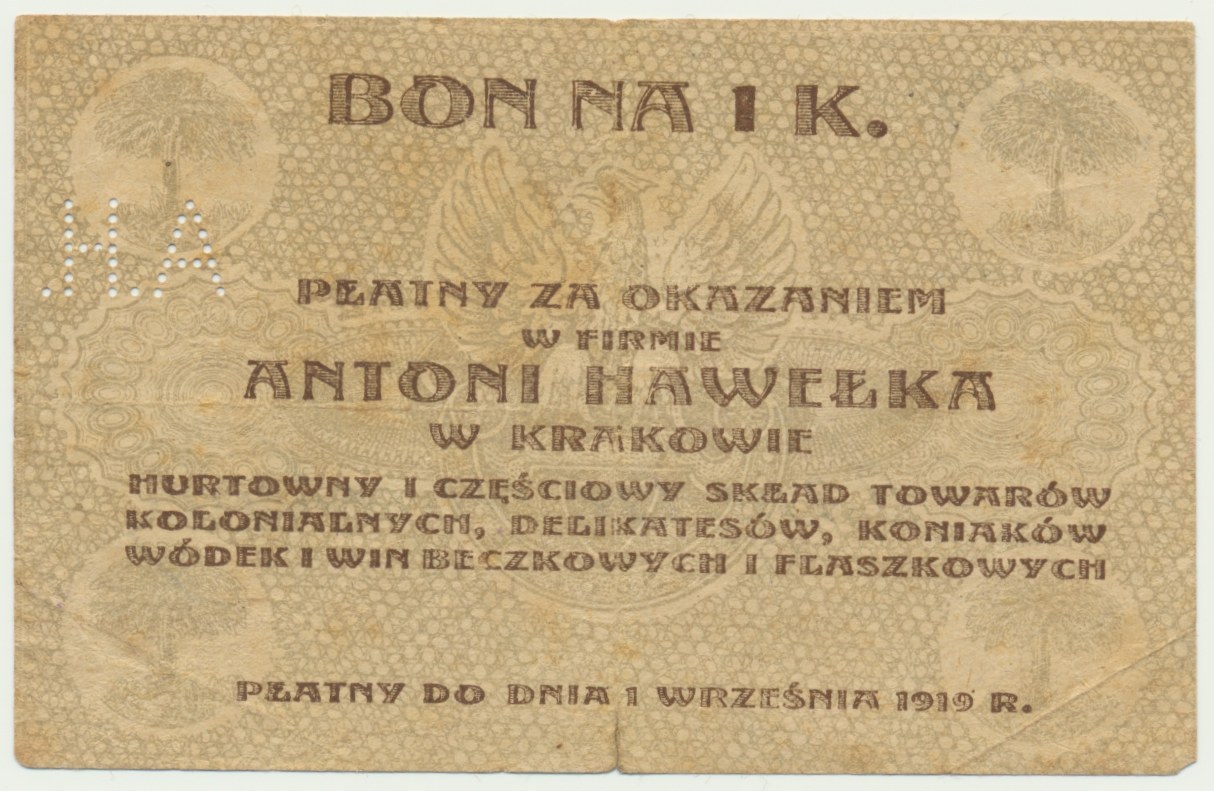 BON NA 1 K.
A.H.
PŁATNY ZA OKAZANIEM
W FIRMIE
ANTONI HAWEŁKA
W KRAKOWIE
HURTOWNY I CZĘŚCIOWY SKŁAD TOWARÓW
KOLONIALNYCH, DELIKATESÓW, KONIAKÓW
WÓDEK I WIN BECZKOWYCH I FLASZKOWYCH
PŁATNY DO DNIA 1 WRZEŚNIA 1919 R.